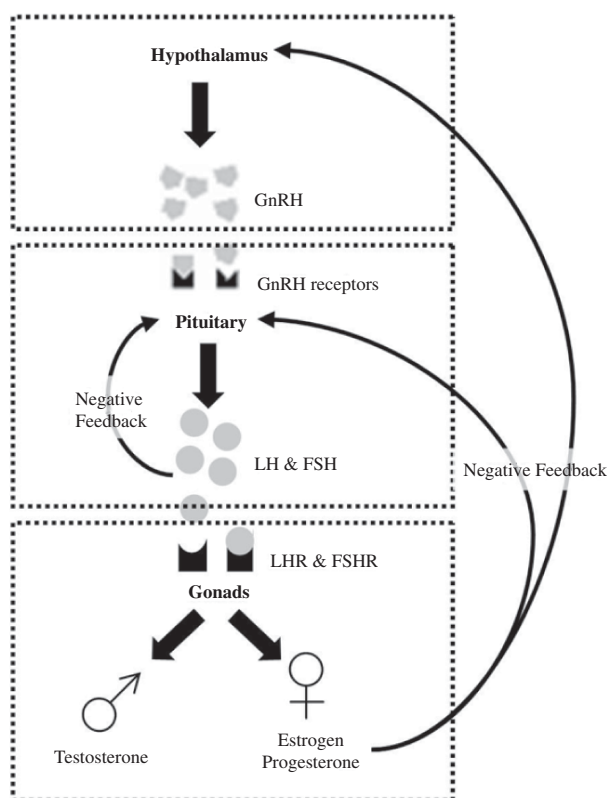 Hypothalamus
GnRH
GnRH receptors
Pituitary
Negative
Feedback
LH & FSH
Negative Feedback
LHR & FSHR
Gonads
Testosterone
Estrogen
Progesterone